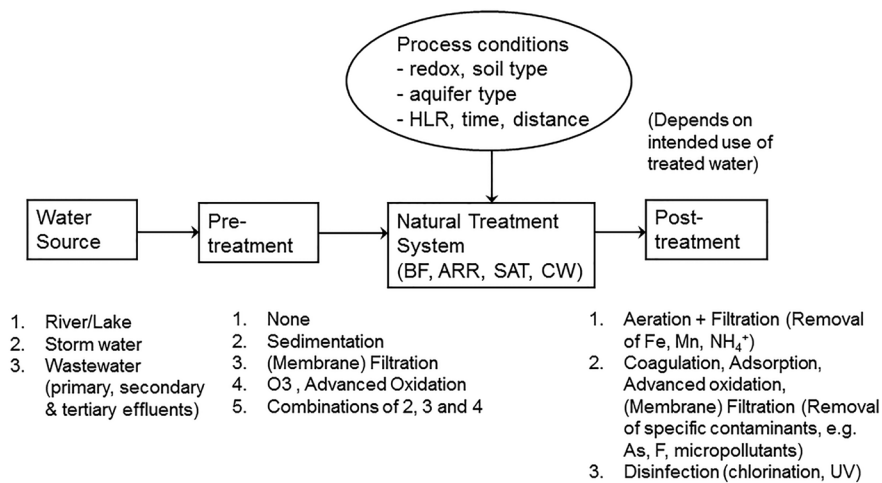 Process conditions
- redox, soil type
- aquifer type
- HLR, time, distance
(Depends on
intended use of
treated water)
Water
Source
Pre-
treatment
Natural Treatment
System
(BF, ARR, SAT, CW)
Post-
treatment
1. River/Lake
2. Storm water
3. Wastewater
(primary, secondary
& tertiary effluents)
1. None
2. Sedimentation
3. (Membrane) Filtration
4. O3 , Advanced Oxidation
5. Combinations of 2, 3 and 4
1. Aeration + Filtration (Removal
of Fe, Mn, NH₄⁺)
2. Coagulation, Adsorption,
Advanced oxidation,
(Membrane) Filtration (Removal
of specific contaminants, e.g.
As, F, micropollutants)
3. Disinfection (chlorination, UV)